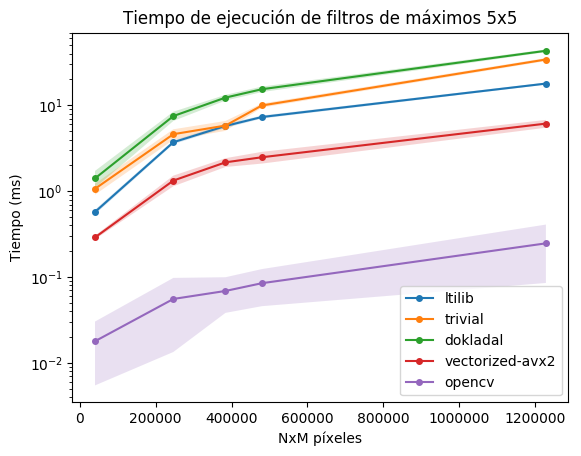 Tiempo de ejecución de filtros de máximos 5x5
Tiempo (ms)
10¹
10⁰
10⁻¹
10⁻²
ltilib
trivial
dokladal
vectorized-avx2
opencv
0 200000 400000 600000 800000 1000000 1200000
NxM píxeles